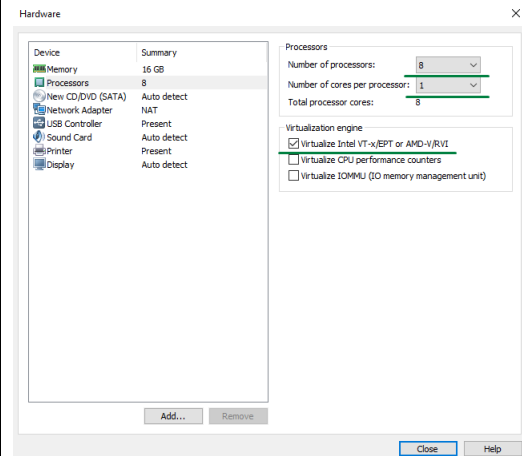 Hardware
Device Summary
Memory 16 GB
Processors 8
New CD/DVD (SATA) Auto detect
Network Adapter NAT
USB Controller Present
Sound Card Auto detect
Printer Present
Display Auto detect
Add... Remove
Processors
Number of processors: 8
Number of cores per processor: 1
Total processor cores: 8
Virtualization engine
Virtualize Intel VT-x/EPT or AMD-V/RVI
Virtualize CPU performance counters
Virtualize IOMMU (IO memory management unit)
Close Help